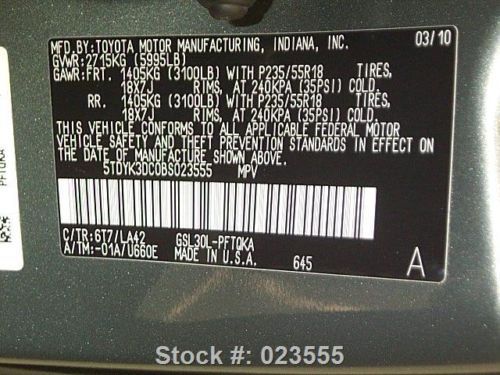 MFD.BY:TOYOTA MOTOR MANUFACTURING, INDIANA, INC. 03/10
GVWR:2715KG (5995LB)
GAWR:FRT. 1405KG (3100LB) WITH P235/55R18 TIRES,
18X7J RIMS, AT 240KPA (35PSI) COLD.
RR. 1405KG (3100LB) WITH P235/55R18 TIRES,
18X7J RIMS, AT 240KPA (35PSI) COLD.
THIS VEHICLE CONFORMS TO ALL APPLICABLE FEDERAL MOTOR
VEHICLE SAFETY AND THEFT PREVENTION STANDARDS IN EFFECT
ON THE DATE OF MANUFACTURE SHOWN ABOVE.
5TDYK3DC0BS023555 MPV
C/TR:6T7/LA42 GSL30L-PFTQKA
A/TM:-01A/U660E MADE IN U.S.A. 645 A
PFTQKA
Stock #: 023555